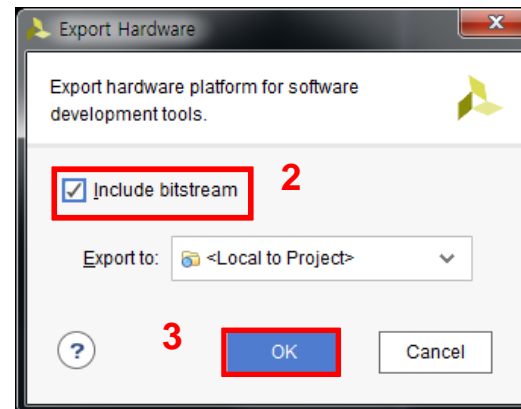 Export Hardware
Export hardware platform for software
development tools.
Include bitstream
2
Export to: <Local to Project>
3
?
OK
Cancel